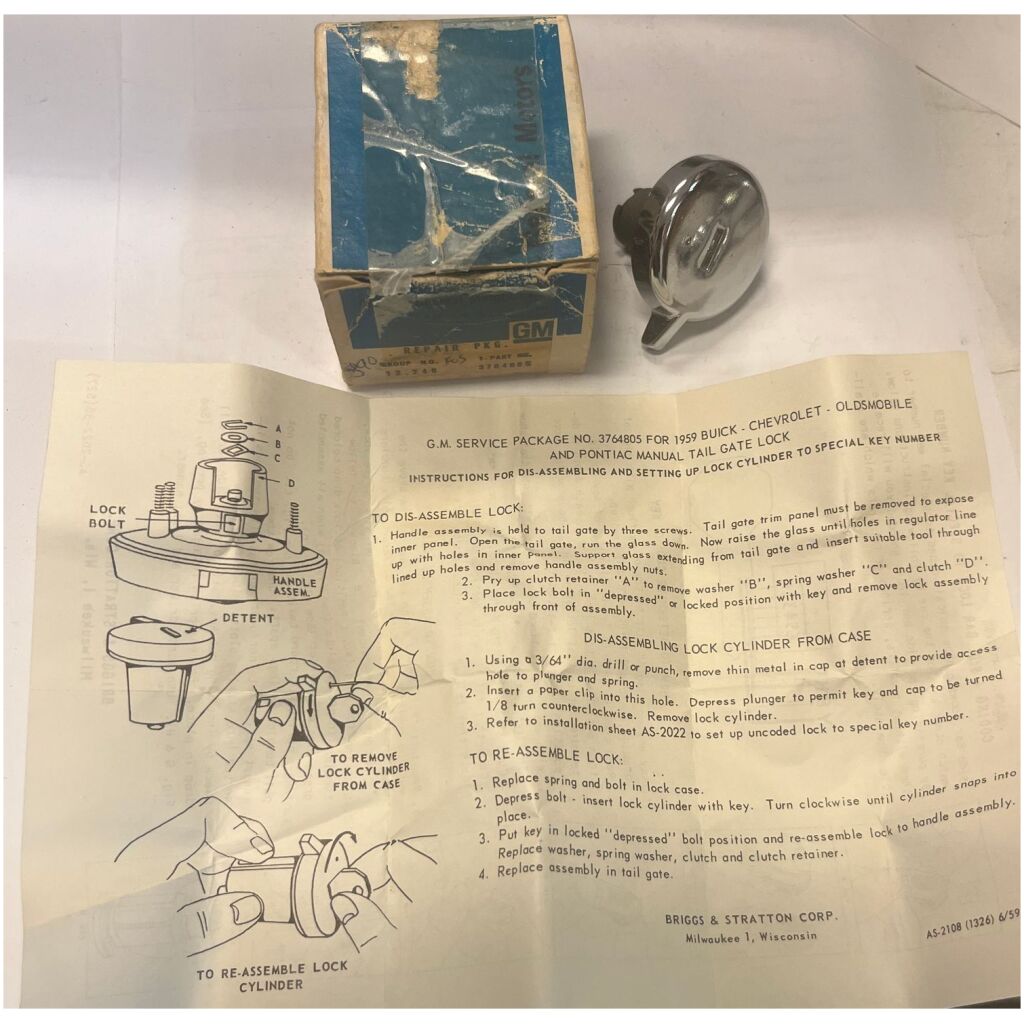 Motors
GM
REPAIR PKG.
GROUP NO. 1-PART NO.
12.248 3764805
G.M. SERVICE PACKAGE NO. 3764805 FOR 1959 BUICK - CHEVROLET - OLDSMOBILE
AND PONTIAC MANUAL TAIL GATE LOCK
INSTRUCTIONS FOR DIS-ASSEMBLING AND SETTING UP LOCK CYLINDER TO SPECIAL KEY NUMBER
A
B
C
D
LOCK
BOLT
HANDLE
ASSEM.
DETENT
TO REMOVE
LOCK CYLINDER
FROM CASE
TO RE-ASSEMBLE LOCK
CYLINDER
TO DIS-ASSEMBLE LOCK:
1. Handle assembly is held to tail gate by three screws. Tail gate trim panel must be removed to expose
inner panel. Open the tail gate, run the glass down. Now raise the glass until holes in regulator line
up with holes in inner panel. Support glass extending from tail gate and insert suitable tool through
lined up holes and remove handle assembly nuts.
2. Pry up clutch retainer "A" to remove washer "B", spring washer "C" and clutch "D".
3. Place lock bolt in "depressed" or locked position with key and remove lock assembly
through front of assembly.
DIS-ASSEMBLING LOCK CYLINDER FROM CASE
1. Using a 3/64" dia. drill or punch, remove thin metal in cap at detent to provide access
hole to plunger and spring.
2. Insert a paper clip into this hole. Depress plunger to permit key and cap to be turned
1/8 turn counterclockwise. Remove lock cylinder.
3. Refer to installation sheet AS-2022 to set up uncoded lock to special key number.
TO RE-ASSEMBLE LOCK:
1. Replace spring and bolt in lock case.
2. Depress bolt - insert lock cylinder with key. Turn clockwise until cylinder snaps into
place.
3. Put key in locked "depressed" bolt position and re-assemble lock to handle assembly.
Replace washer, spring washer, clutch and clutch retainer.
4. Replace assembly in tail gate.
BRIGGS & STRATTON CORP.
Milwaukee 1, Wisconsin
AS-2108 (1326) 6/59